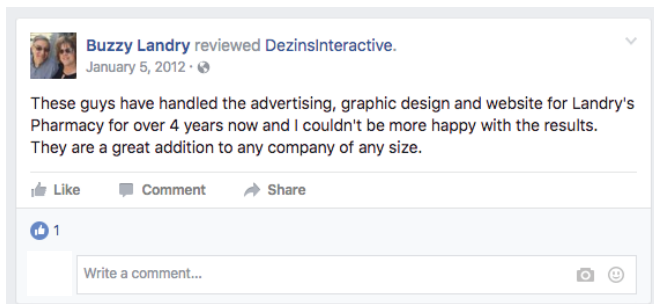 Buzzy Landry reviewed DezinsInteractive.
January 5, 2012 ·
These guys have handled the advertising, graphic design and website for Landry's
Pharmacy for over 4 years now and I couldn't be more happy with the results.
They are a great addition to any company of any size.
Like Comment Share
1
Write a comment...